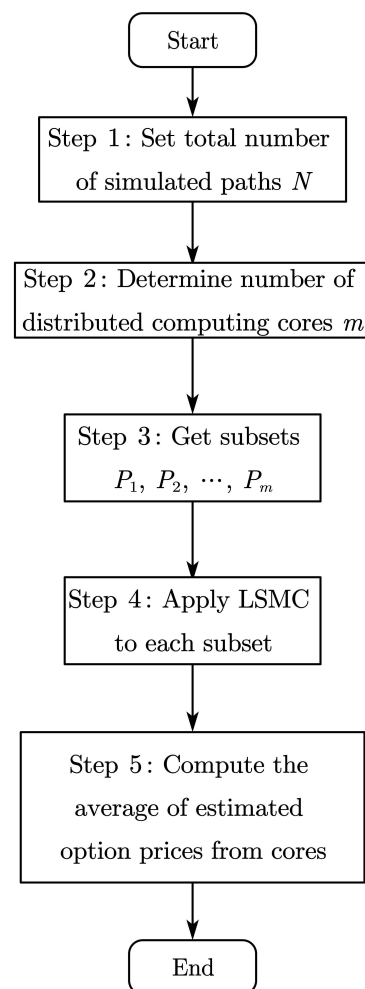 Start
Step 1: Set total number
of simulated paths N
Step 2: Determine number of
distributed computing cores m
Step 3: Get subsets
P₁, P₂, ⋯, Pₘ
Step 4: Apply LSMC
to each subset
Step 5: Compute the
average of estimated
option prices from cores
End